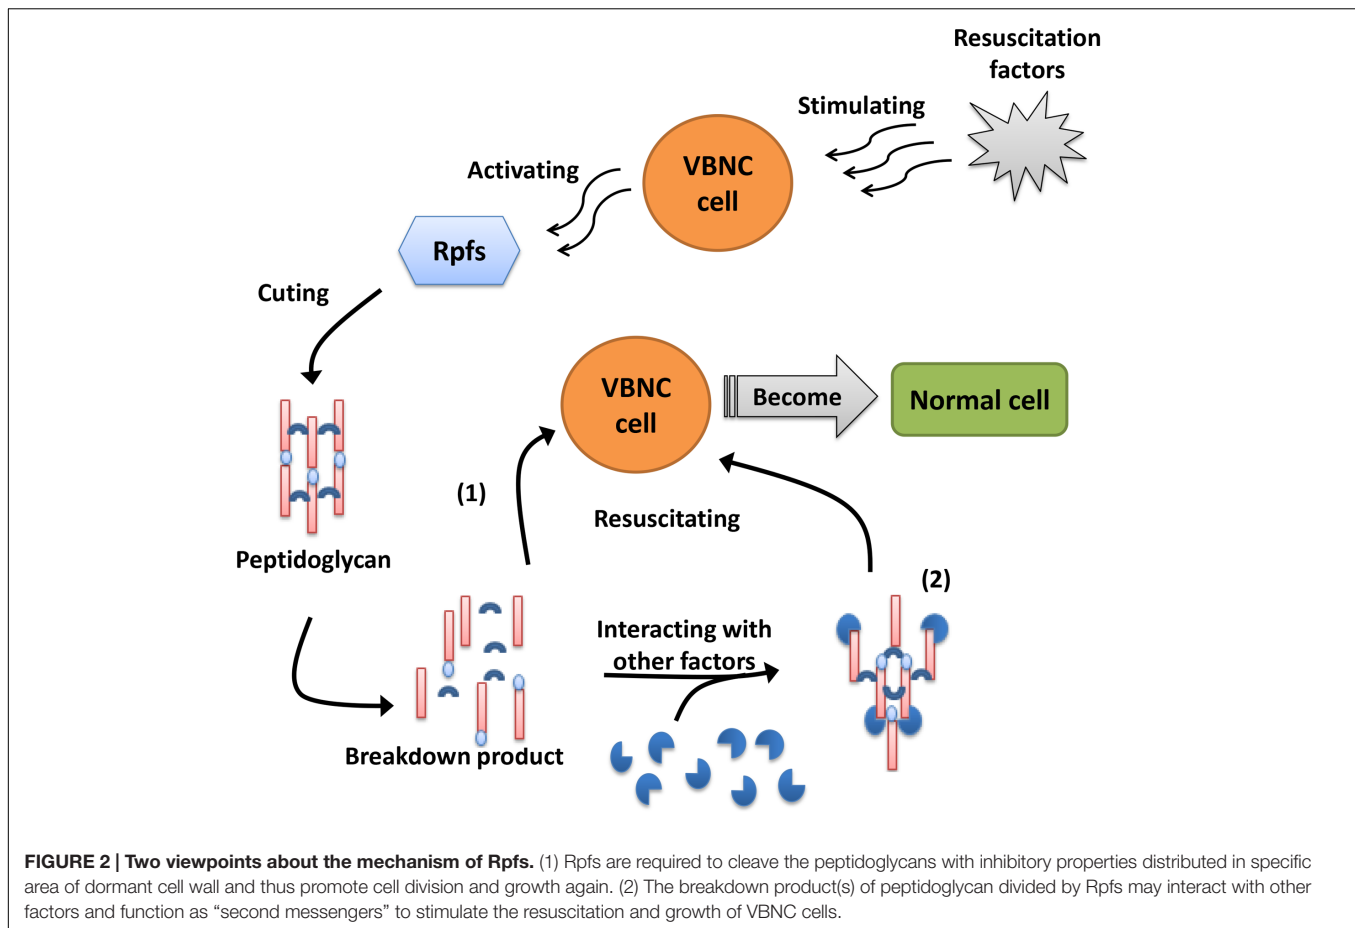 Resuscitation
factors
Stimulating
VBNC
cell
Activating
Rpfs
Cuting
VBNC
cell
Become
Normal cell
(1)
Resuscitating
Peptidoglycan
(2)
Interacting with
other factors
Breakdown product
FIGURE 2 | Two viewpoints about the mechanism of Rpfs. (1) Rpfs are required to cleave the peptidoglycans with inhibitory properties distributed in specific
area of dormant cell wall and thus promote cell division and growth again. (2) The breakdown product(s) of peptidoglycan divided by Rpfs may interact with other
factors and function as “second messengers” to stimulate the resuscitation and growth of VBNC cells.